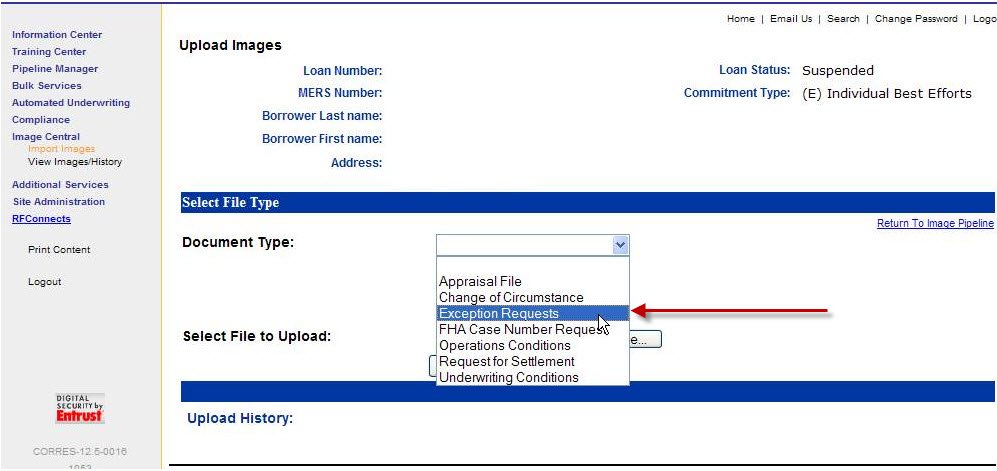 Home | Email Us | Search | Change Password | Logo
Information Center
Training Center
Pipeline Manager
Bulk Services
Automated Underwriting
Compliance
Image Central
Import Images
View Images/History
Additional Services
Site Administration
RFConnects
Print Content
Logout
DIGITAL
SECURITY by
Entrust
CORRES-12.5-0016
1053
Upload Images
Loan Number:
Loan Status: Suspended
MERS Number:
Commitment Type: (E) Individual Best Efforts
Borrower Last name:
Borrower First name:
Address:
Select File Type
Return To Image Pipeline
Document Type:
Appraisal File
Change of Circumstance
Exception Requests
FHA Case Number Request
Operations Conditions
Request for Settlement
Underwriting Conditions
Select File to Upload:
e...
Upload History: